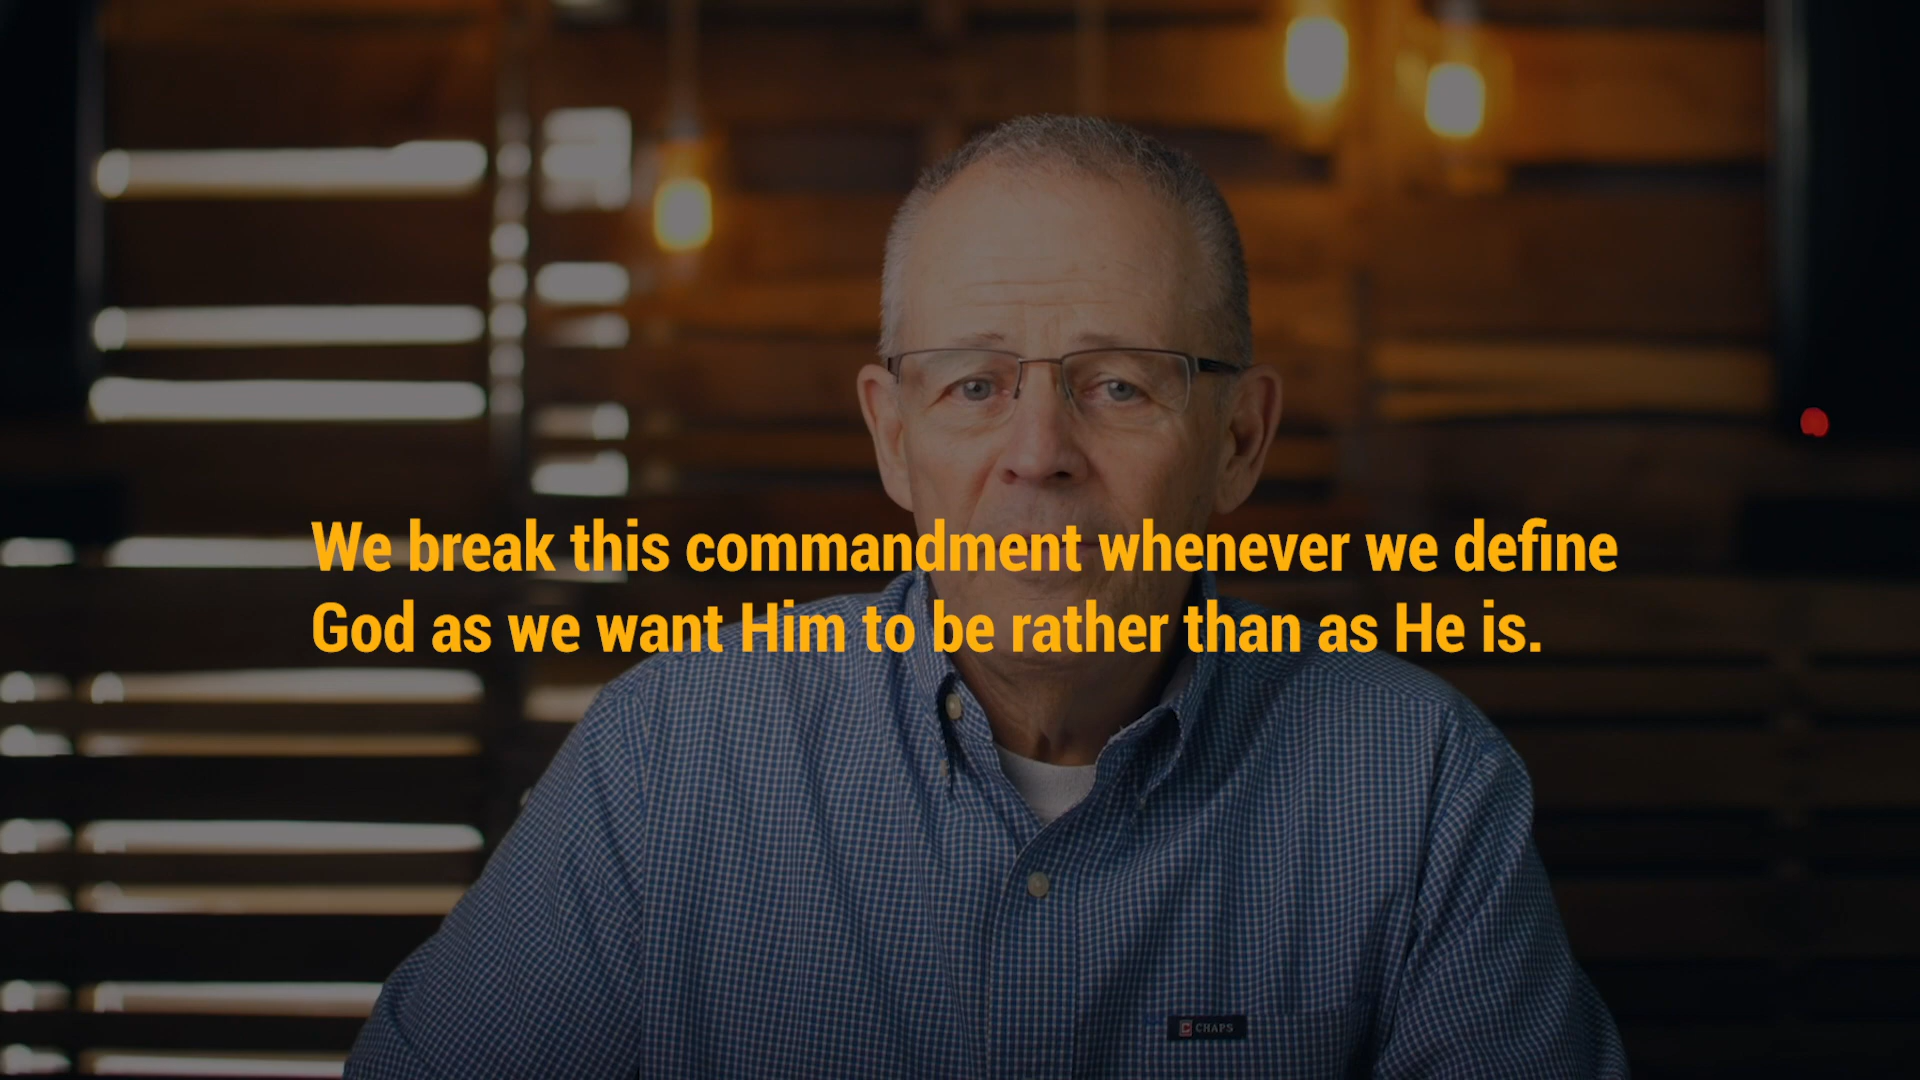 We break this commandment whenever we define
God as we want Him to be rather than as He is.
CHAPS